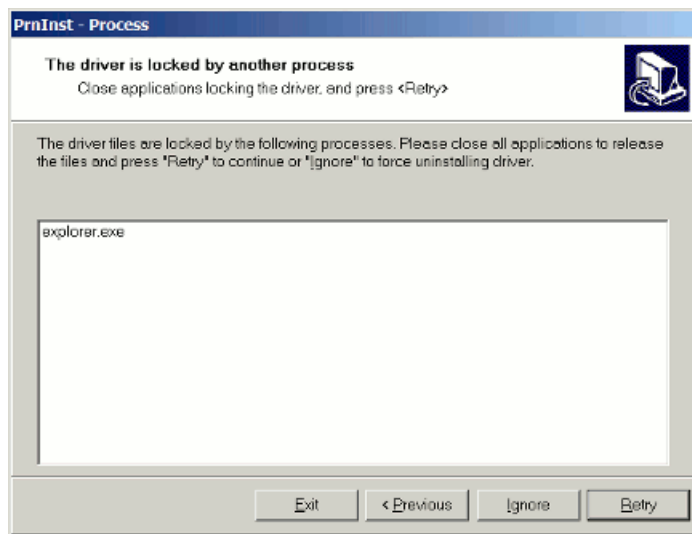 PrnInst - Process
The driver is locked by another process
Close applications locking the driver, and press <Retry>
The driver files are locked by the following processes. Please close all applications to release
the files and press "Retry" to continue or "Ignore" to force uninstalling driver.
explorer.exe
Exit
< Previous
Ignore
Retry